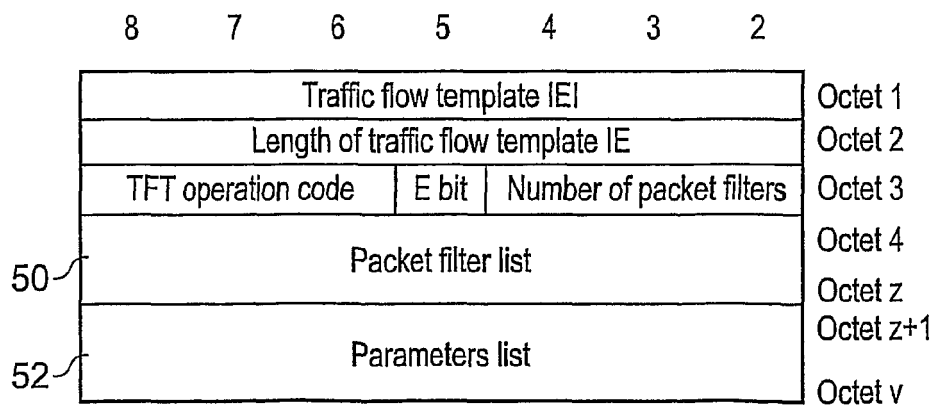 8 7 6 5 4 3 2
Traffic flow template IEI Octet 1
Length of traffic flow template IE Octet 2
TFT operation code E bit Number of packet filters Octet 3
Octet 4
50 Packet filter list
Octet z
Octet z+1
52 Parameters list
Octet v